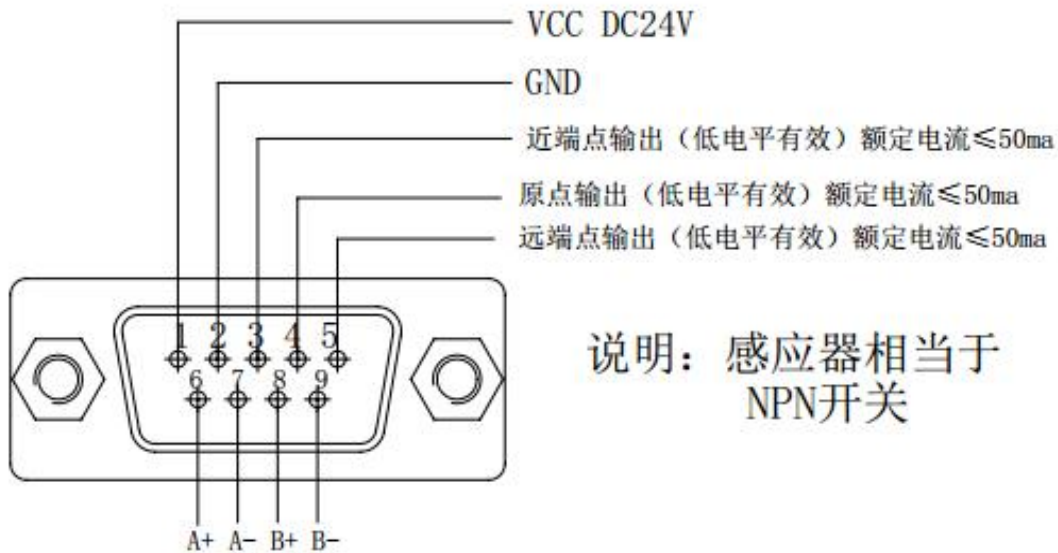 VCC DC24V
GND
近端点输出（低电平有效）额定电流≤50ma
原点输出（低电平有效）额定电流≤50ma
远端点输出（低电平有效）额定电流≤50ma
1 2 3 4 5
6 7 8 9
说明：感应器相当于
NPN开关
A+ A- B+ B-